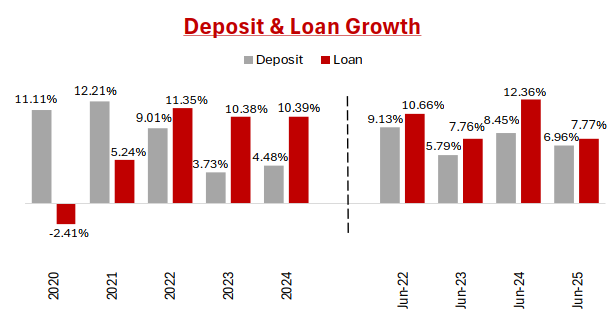 Deposit & Loan Growth
Deposit Loan
11.11% -2.41% 12.21% 5.24% 9.01% 11.35% 3.73% 10.38% 4.48% 10.39% 9.13% 10.66% 5.79% 7.76% 8.45% 12.36% 6.96% 7.77%
2020 2021 2022 2023 2024 Jun-22 Jun-23 Jun-24 Jun-25